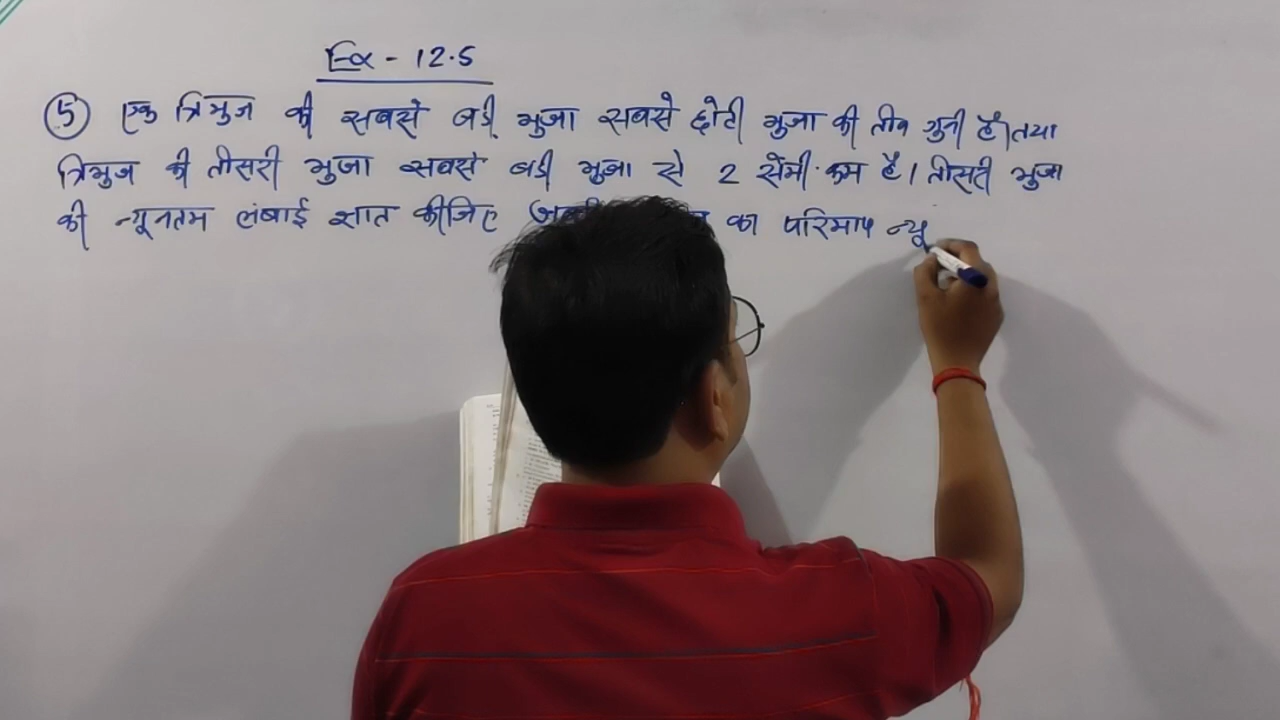 Ex - 12.5
(5) एक त्रिभुज की सबसे बड़ी भुजा सबसे छोटी भुजा की तीन गुनी है। तथा
त्रिभुज की तीसरी भुजा सबसे बड़ी भुजा से 2 सेंमी. कम है। तीसरी भुजा
की न्यूनतम लंबाई ज्ञात कीजिए का परिमाप न्यू